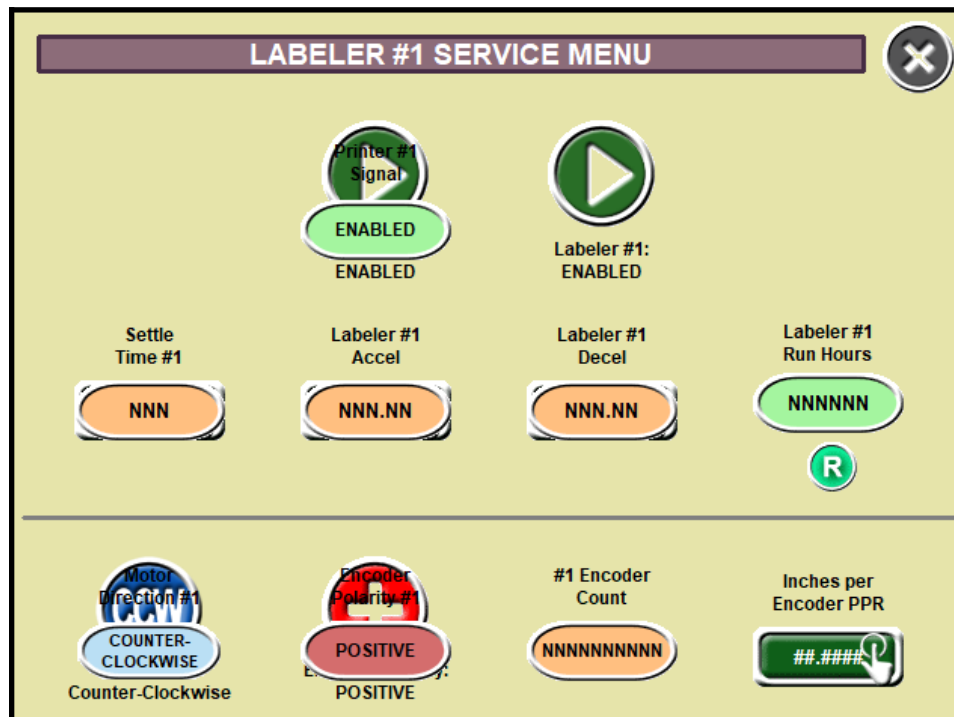 LABELER #1 SERVICE MENU
Printer #1
Signal
ENABLED
ENABLED
Labeler #1:
ENABLED
Settle
Time #1
NNN
Labeler #1
Accel
NNN.NN
Labeler #1
Decel
NNN.NN
Labeler #1
Run Hours
NNNNNN
R
Motor
Direction #1
CCW
COUNTER-
CLOCKWISE
Counter-Clockwise
Encoder
Polarity #1
POSITIVE
POSITIVE
#1 Encoder
Count
NNNNNNNNNN
Inches per
Encoder PPR
##.####